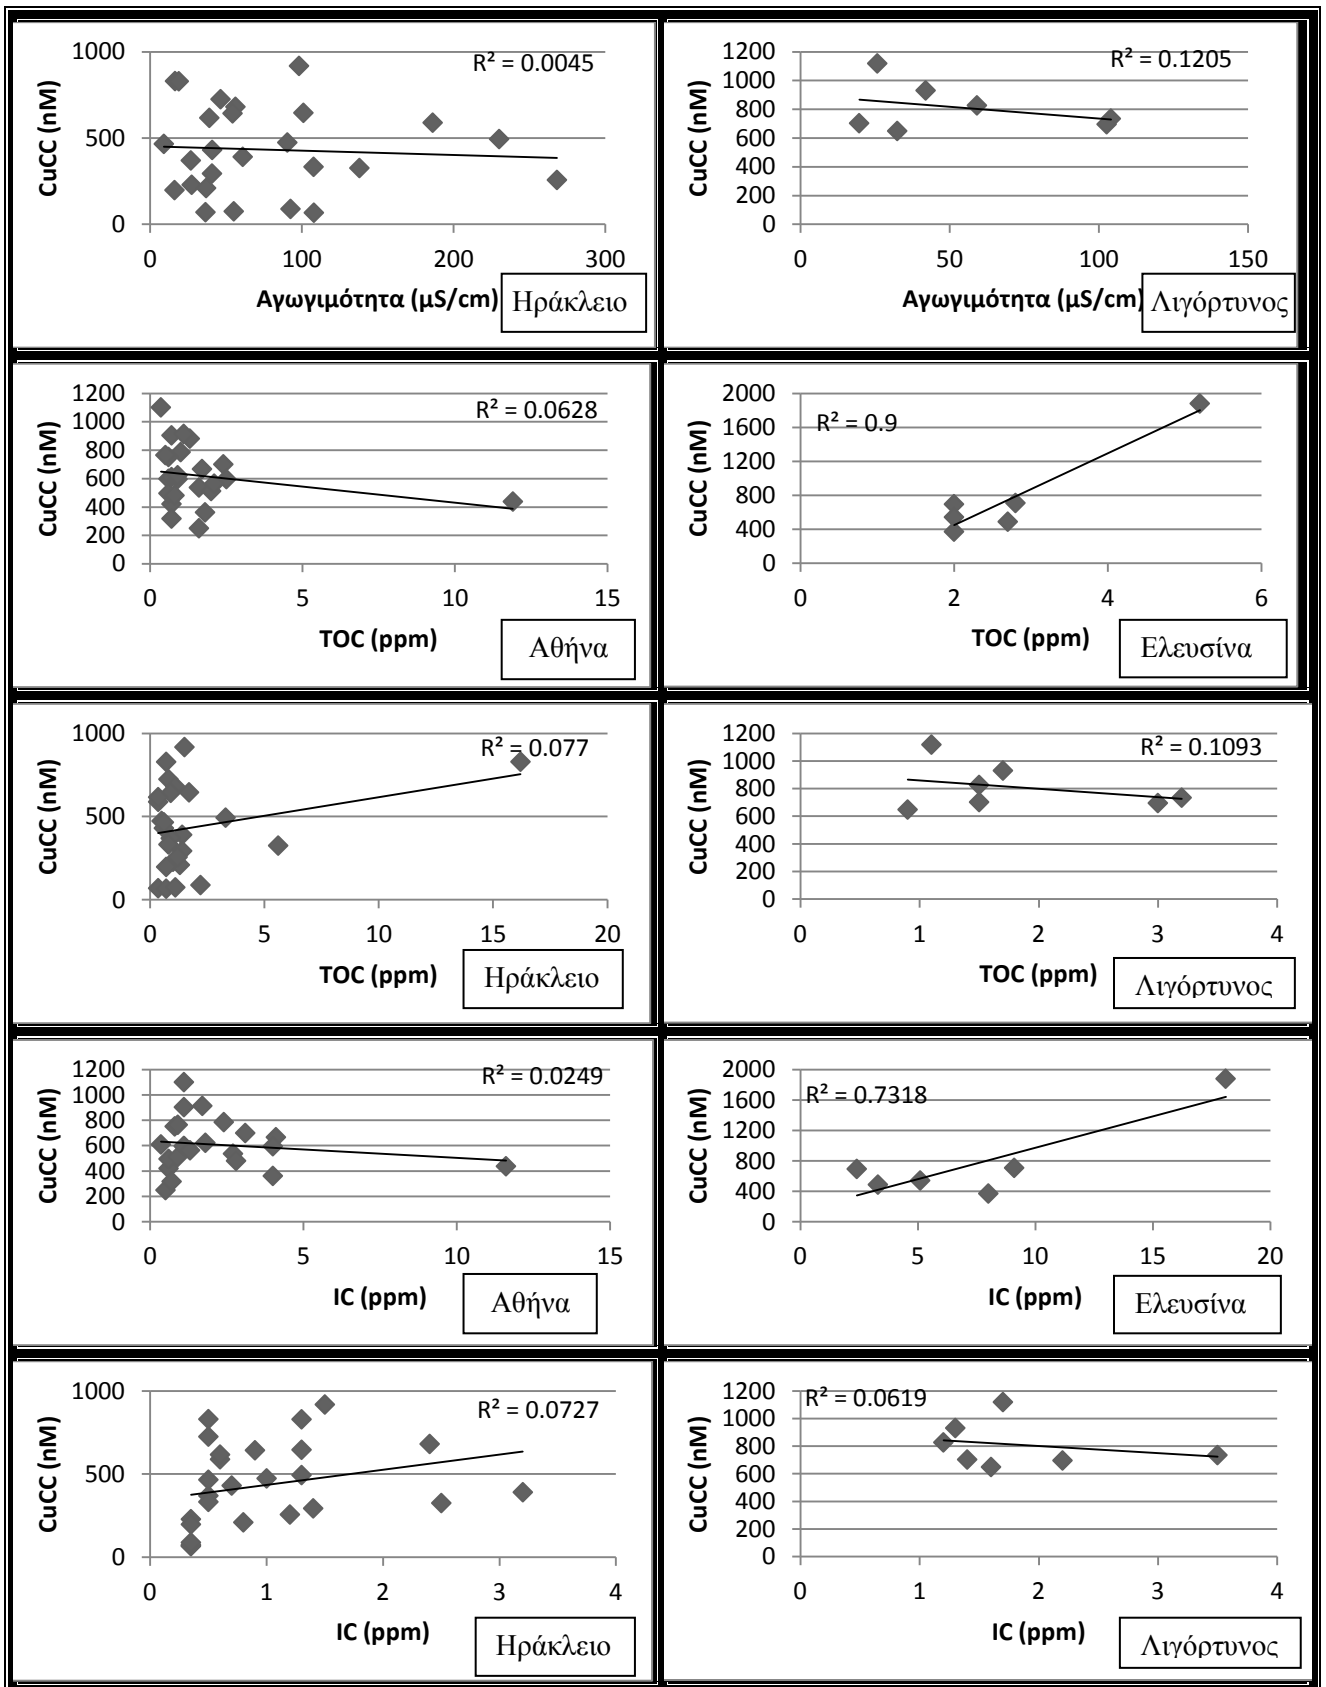 R² = 0.0045
CuCC (nM)
1000
500
0
0 100 200 300
Αγωγιμότητα (μS/cm)
Ηράκλειο
R² = 0.1205
CuCC (nM)
1200
1000
800
600
400
200
0
0 50 100 150
Αγωγιμότητα (μS/cm)
Λιγόρτυνος
R² = 0.0628
CuCC (nM)
1200
1000
800
600
400
200
0
0 5 10 15
TOC (ppm)
Αθήνα
R² = 0.9
CuCC (nM)
2000
1600
1200
800
400
0
0 2 4 6
TOC (ppm)
Ελευσίνα
R² = 0.077
CuCC (nM)
1000
500
0
0 5 10 15 20
TOC (ppm)
Ηράκλειο
R² = 0.1093
CuCC (nM)
1200
1000
800
600
400
200
0
0 1 2 3 4
TOC (ppm)
Λιγόρτυνος
R² = 0.0249
CuCC (nM)
1200
1000
800
600
400
200
0
0 5 10 15
IC (ppm)
Αθήνα
R² = 0.7318
CuCC (nM)
2000
1600
1200
800
400
0
0 5 10 15 20
IC (ppm)
Ελευσίνα
R² = 0.0727
CuCC (nM)
1000
500
0
0 1 2 3 4
IC (ppm)
Ηράκλειο
R² = 0.0619
CuCC (nM)
1200
1000
800
600
400
200
0
0 1 2 3 4
IC (ppm)
Λιγόρτυνος